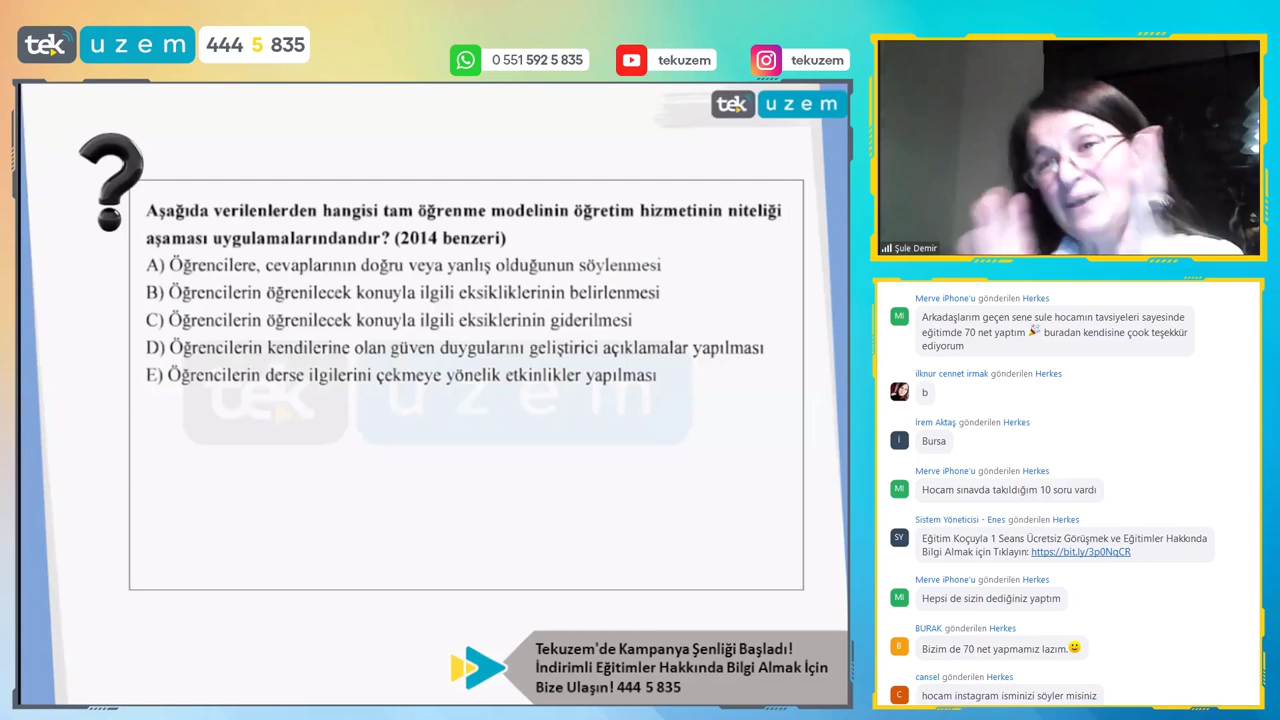 tek uzem 444 5 835
0 551 592 5 835
tekuzem
tekuzem
tek uzem
?
Aşağıda verilenlerden hangisi tam öğrenme modelinin öğretim hizmetinin niteliği
aşaması uygulamalarındandır? (2014 benzeri)
A) Öğrencilere, cevaplarının doğru veya yanlış olduğunun söylenmesi
B) Öğrencilerin öğrenilecek konuyla ilgili eksikliklerinin belirlenmesi
C) Öğrencilerin öğrenilecek konuyla ilgili eksiklerinin giderilmesi
D) Öğrencilerin kendilerine olan güven duygularını geliştirici açıklamalar yapılması
E) Öğrencilerin derse ilgilerini çekmeye yönelik etkinlikler yapılması
tek uzem
Tekuzem'de Kampanya Şenliği Başladı!
İndirimli Eğitimler Hakkında Bilgi Almak İçin
Bize Ulaşın! 444 5 835
Şule Demir
Merve iPhone'u gönderilen Herkes
MI
Arkadaşlarım geçen sene sule hocamın tavsiyeleri sayesinde
eğitimde 70 net yaptım 🎉 buradan kendisine çook teşekkür
ediyorum
ilknur cennet irmak gönderilen Herkes
b
İrem Aktaş gönderilen Herkes
İ
Bursa
Merve iPhone'u gönderilen Herkes
MI
Hocam sınavda takıldığım 10 soru vardı
Sistem Yöneticisi - Enes gönderilen Herkes
SY
Eğitim Koçuyla 1 Seans Ücretsiz Görüşmek ve Eğitimler Hakkında
Bilgi Almak için Tıklayın: https://bit.ly/3p0NqCR
Merve iPhone'u gönderilen Herkes
MI
Hepsi de sizin dediğiniz yaptım
BURAK gönderilen Herkes
B
Bizim de 70 net yapmamız lazım.🙂
cansel gönderilen Herkes
C
hocam instagram isminizi söyler misiniz